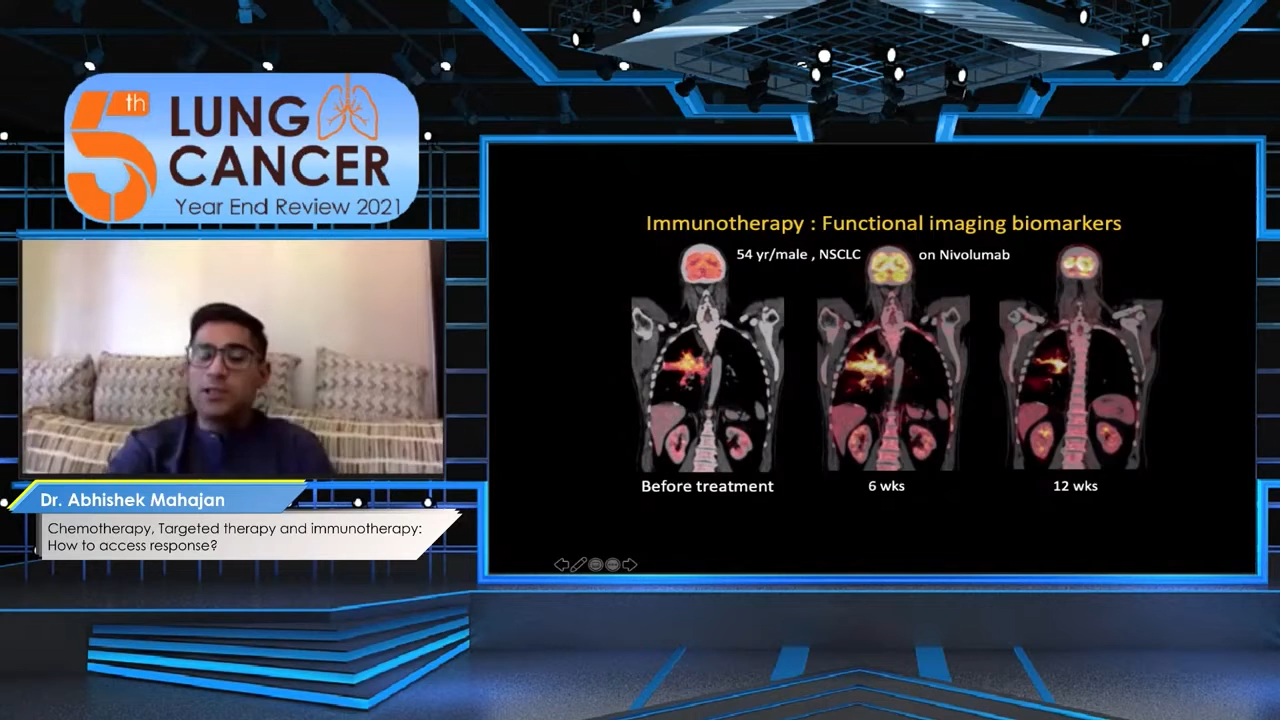 5th
LUNG
CANCER
Year End Review 2021
Immunotherapy : Functional imaging biomarkers
54 yr/male , NSCLC on Nivolumab
Before treatment
6 wks
12 wks
Dr. Abhishek Mahajan
Chemotherapy, Targeted therapy and immunotherapy:
How to access response?